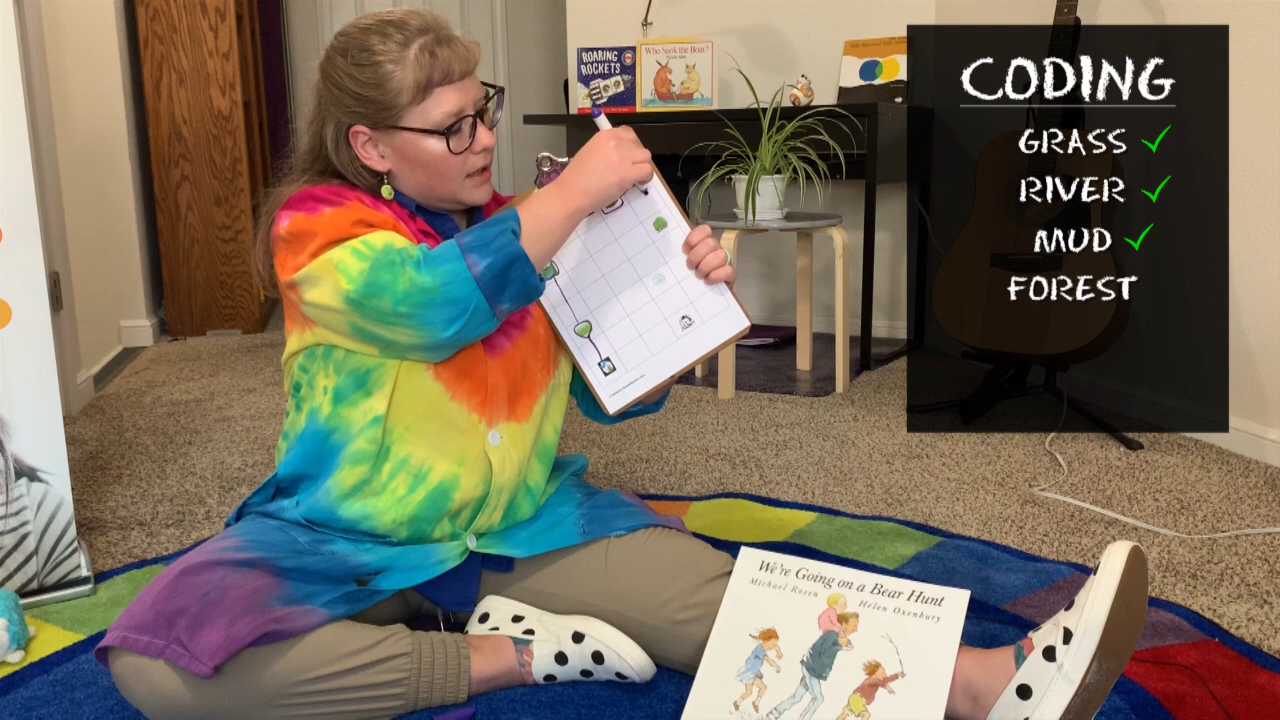 CODING
GRASS ✓
RIVER ✓
MUD ✓
FOREST
ROARING
ROCKETS
Who Sank the Boat?
We're Going on a Bear Hunt
Michael Rosen
Helen Oxenbury